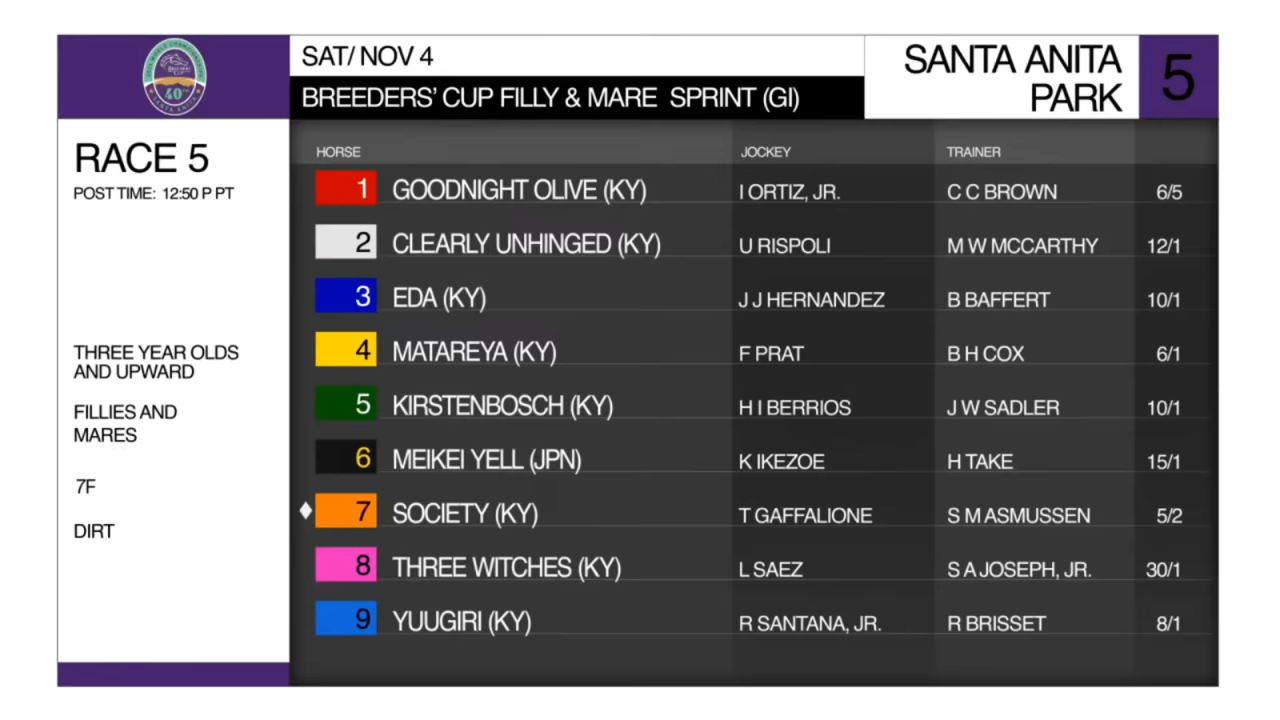 SAT/ NOV 4
BREEDERS' CUP FILLY & MARE SPRINT (GI)
SANTA ANITA
PARK
5
40
RACE 5
POST TIME: 12:50 P PT
THREE YEAR OLDS
AND UPWARD
FILLIES AND
MARES
7F
DIRT
HORSE JOCKEY TRAINER
1 GOODNIGHT OLIVE (KY) I ORTIZ, JR. C C BROWN 6/5
2 CLEARLY UNHINGED (KY) U RISPOLI M W MCCARTHY 12/1
3 EDA (KY) J J HERNANDEZ B BAFFERT 10/1
4 MATAREYA (KY) F PRAT B H COX 6/1
5 KIRSTENBOSCH (KY) H I BERRIOS J W SADLER 10/1
6 MEIKEI YELL (JPN) K IKEZOE H TAKE 15/1
7 SOCIETY (KY) T GAFFALIONE S M ASMUSSEN 5/2
8 THREE WITCHES (KY) L SAEZ S A JOSEPH, JR. 30/1
9 YUUGIRI (KY) R SANTANA, JR. R BRISSET 8/1